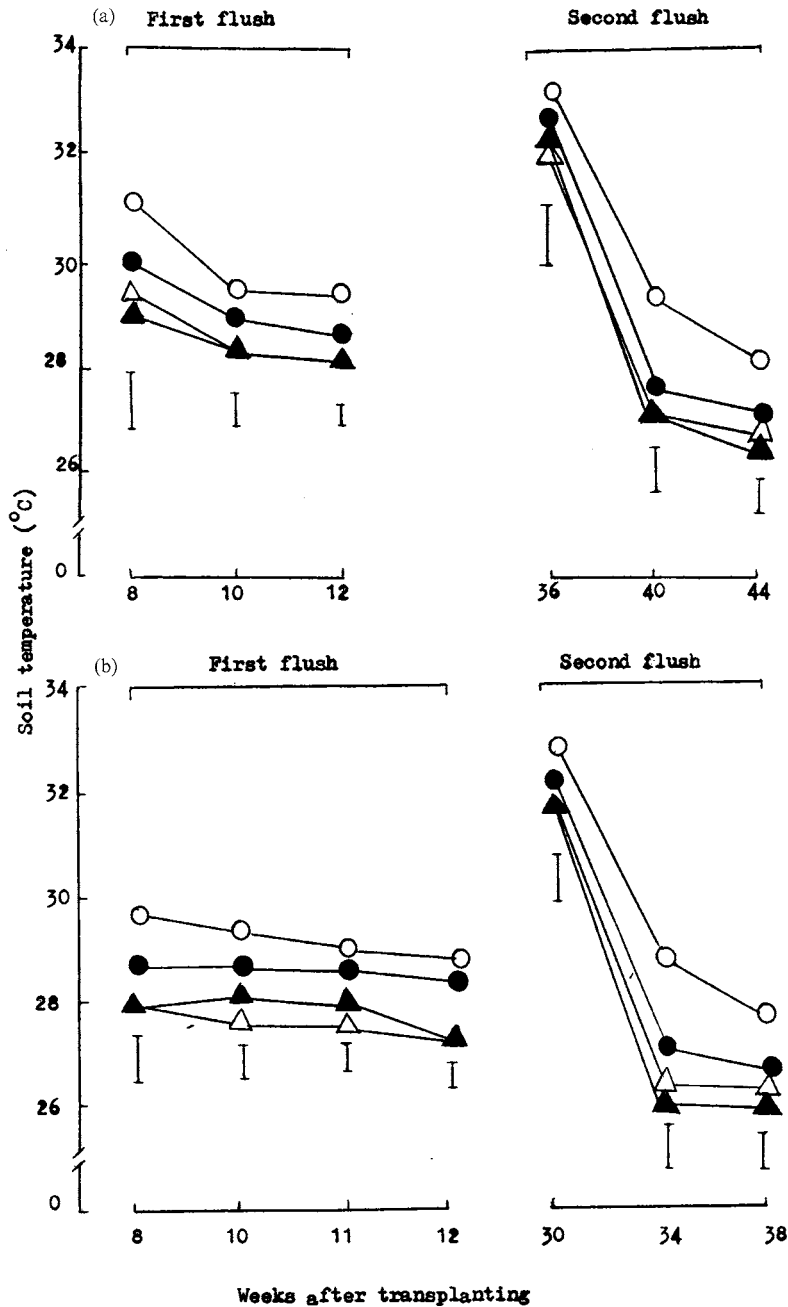 (a) First flush Second flush
34
32
30
28
26
0
8 10 12 36 40 44
Soil temperature (°C)
(b) First flush Second flush
34
32
30
28
26
0
8 10 11 12 30 34 38
Weeks after transplanting